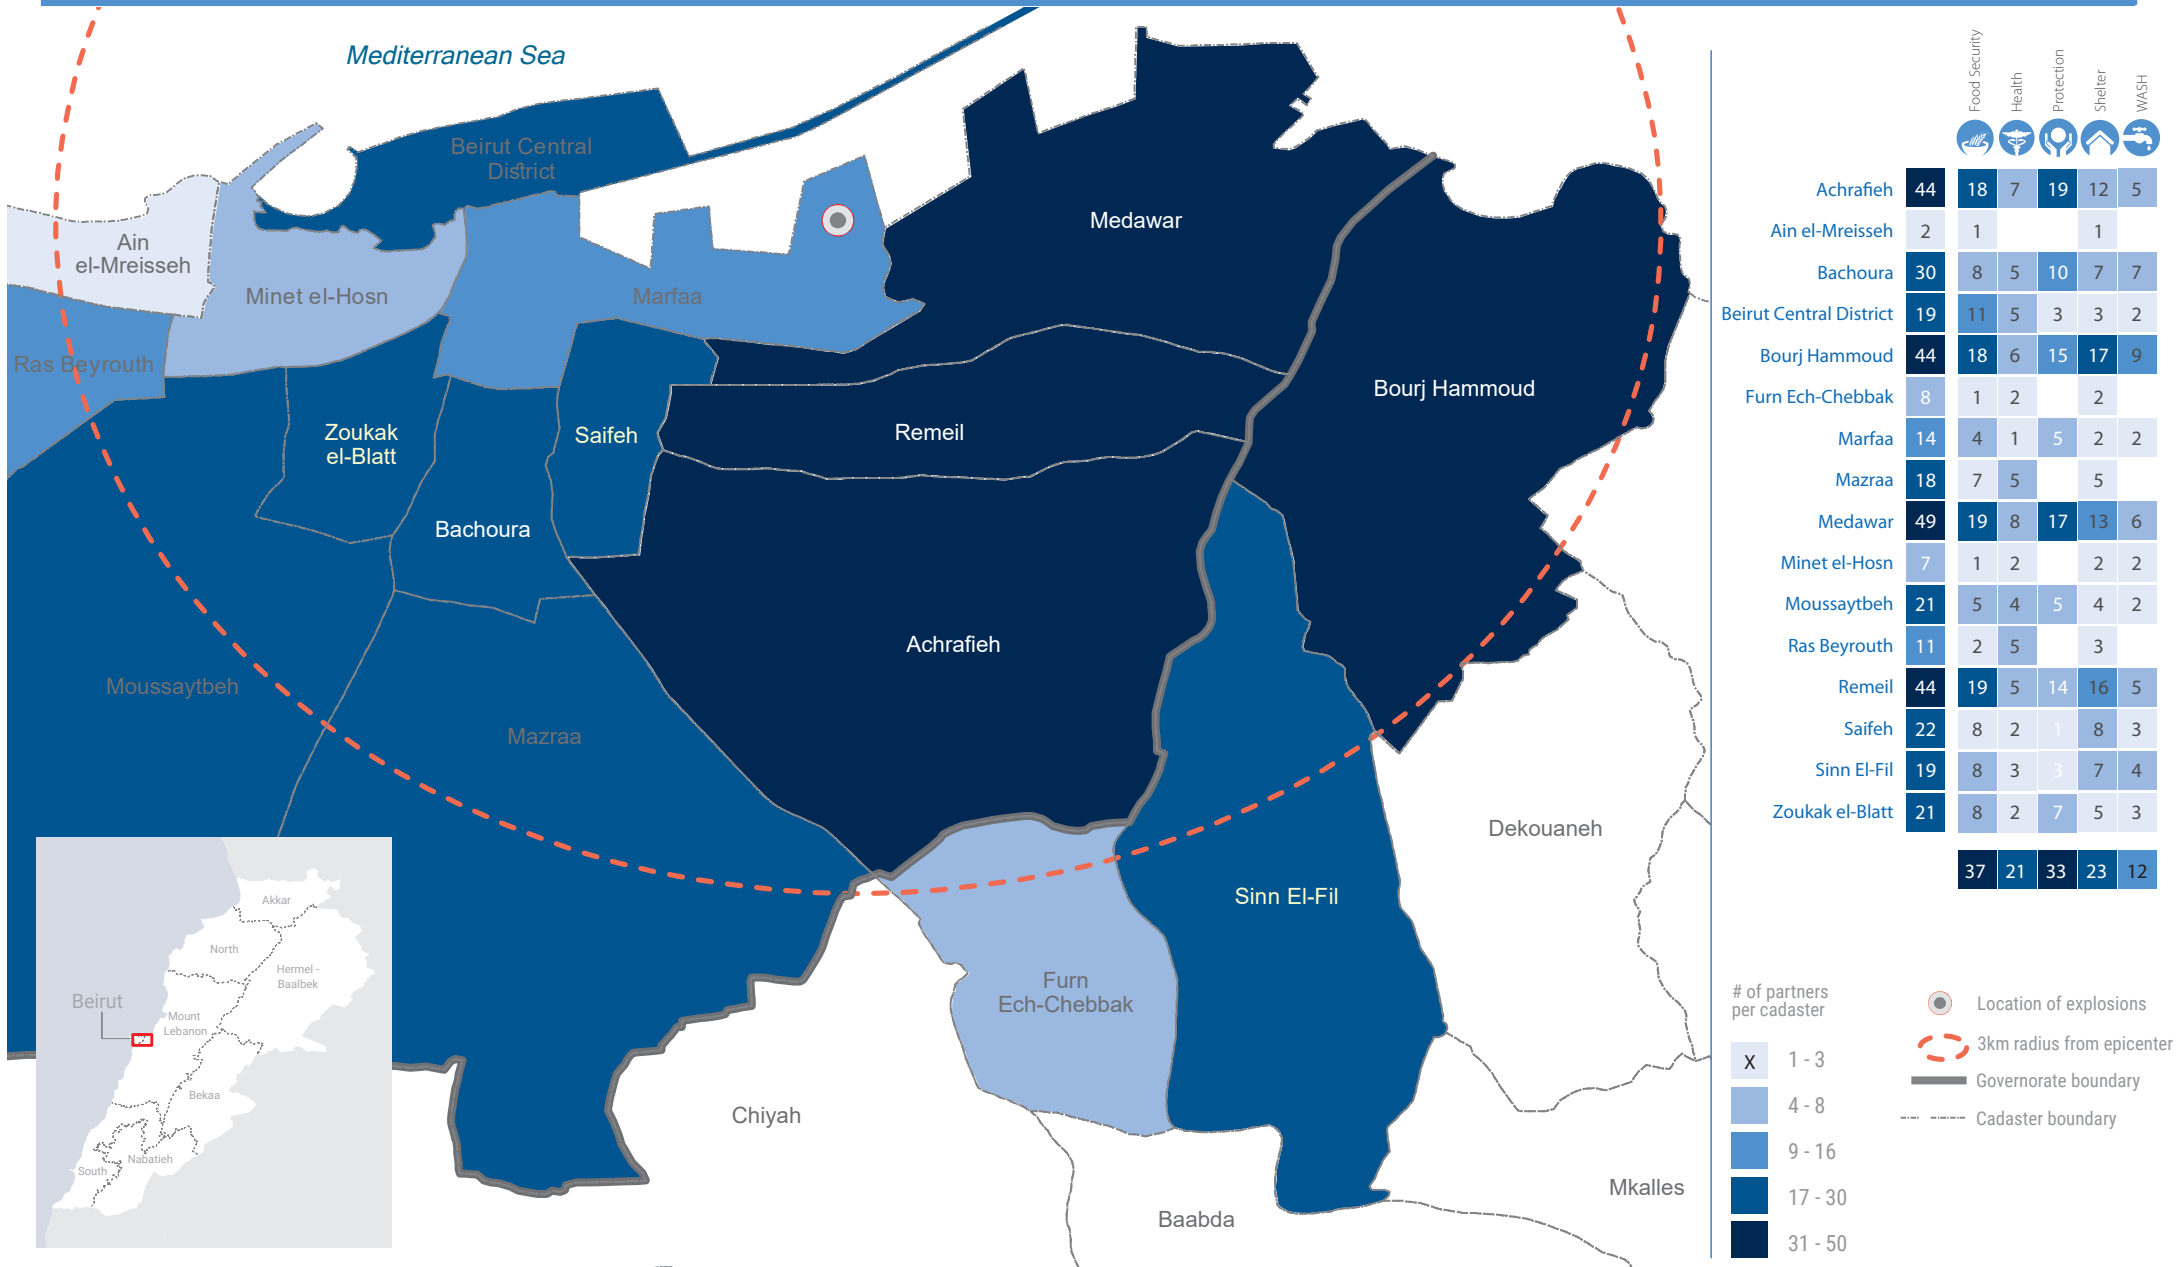 Mediterranean Sea
Beirut Central
District
Medawar
Ain
el-Mreisseh
Minet el-Hosn
Marfaa
Ras Beyrouth
Bourj Hammoud
Zoukak
el-Blatt
Saifeh
Remeil
Bachoura
Achrafieh
Moussaytbeh
Mazraa
Dekouaneh
Sinn El-Fil
Furn
Ech-Chebbak
Chiyah
Mkalles
Baabda
Akkar
North
Hermel -
Baalbek
Beirut
Mount
Lebanon
Bekaa
Nabatieh
South
Food Security
Health
Protection
Shelter
WASH
Achrafieh 44 18 7 19 12 5
Ain el-Mreisseh 2 1 1
Bachoura 30 8 5 10 7 7
Beirut Central District 19 11 5 3 3 2
Bourj Hammoud 44 18 6 15 17 9
Furn Ech-Chebbak 8 1 2 2
Marfaa 14 4 1 5 2 2
Mazraa 18 7 5 5
Medawar 49 19 8 17 13 6
Minet el-Hosn 7 1 2 2 2
Moussaytbeh 21 5 4 5 4 2
Ras Beyrouth 11 2 5 3
Remeil 44 19 5 14 16 5
Saifeh 22 8 2 1 8 3
Sinn El-Fil 19 8 3 3 7 4
Zoukak el-Blatt 21 8 2 7 5 3
37 21 33 23 12
# of partners
per cadaster
X 1 - 3
4 - 8
9 - 16
17 - 30
31 - 50
Location of explosions
3km radius from epicenter
Governorate boundary
Cadaster boundary